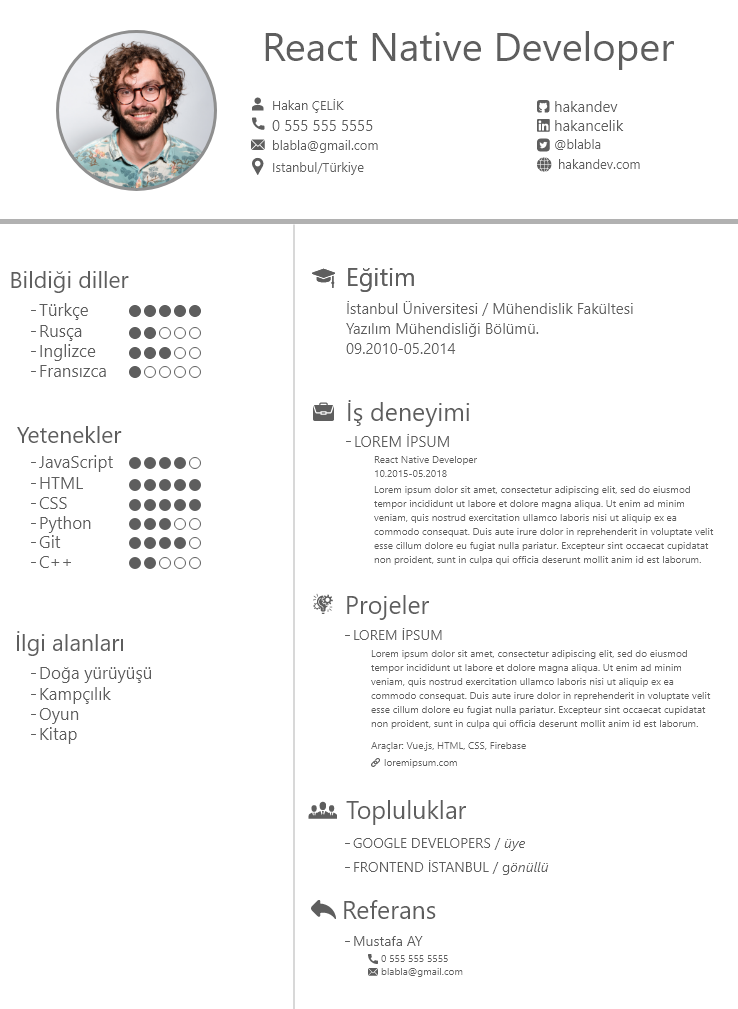 React Native Developer
Hakan ÇELİK
0 555 555 5555
blabla@gmail.com
Istanbul/Türkiye
hakandev
hakancelik
@blabla
hakandev.com
Bildiği diller
-Türkçe
-Rusça
-Inglizce
-Fransızca
Yetenekler
-JavaScript
-HTML
-CSS
-Python
-Git
-C++
İlgi alanları
-Doğa yürüyüşü
-Kampçılık
-Oyun
-Kitap
Eğitim
İstanbul Üniversitesi / Mühendislik Fakültesi
Yazılım Mühendisliği Bölümü.
09.2010-05.2014
İş deneyimi
-LOREM İPSUM
React Native Developer
10.2015-05.2018
Lorem ipsum dolor sit amet, consectetur adipiscing elit, sed do eiusmod
tempor incididunt ut labore et dolore magna aliqua. Ut enim ad minim
veniam, quis nostrud exercitation ullamco laboris nisi ut aliquip ex ea
commodo consequat. Duis aute irure dolor in reprehenderit in voluptate velit
esse cillum dolore eu fugiat nulla pariatur. Excepteur sint occaecat cupidatat
non proident, sunt in culpa qui officia deserunt mollit anim id est laborum.
Projeler
-LOREM İPSUM
Lorem ipsum dolor sit amet, consectetur adipiscing elit, sed do eiusmod
tempor incididunt ut labore et dolore magna aliqua. Ut enim ad minim
veniam, quis nostrud exercitation ullamco laboris nisi ut aliquip ex ea
commodo consequat. Duis aute irure dolor in reprehenderit in voluptate velit
esse cillum dolore eu fugiat nulla pariatur. Excepteur sint occaecat cupidatat
non proident, sunt in culpa qui officia deserunt mollit anim id est laborum.
Araçlar: Vue.js, HTML, CSS, Firebase
loremipsum.com
Topluluklar
-GOOGLE DEVELOPERS / üye
-FRONTEND İSTANBUL / gönüllü
Referans
-Mustafa AY
0 555 555 5555
blabla@gmail.com